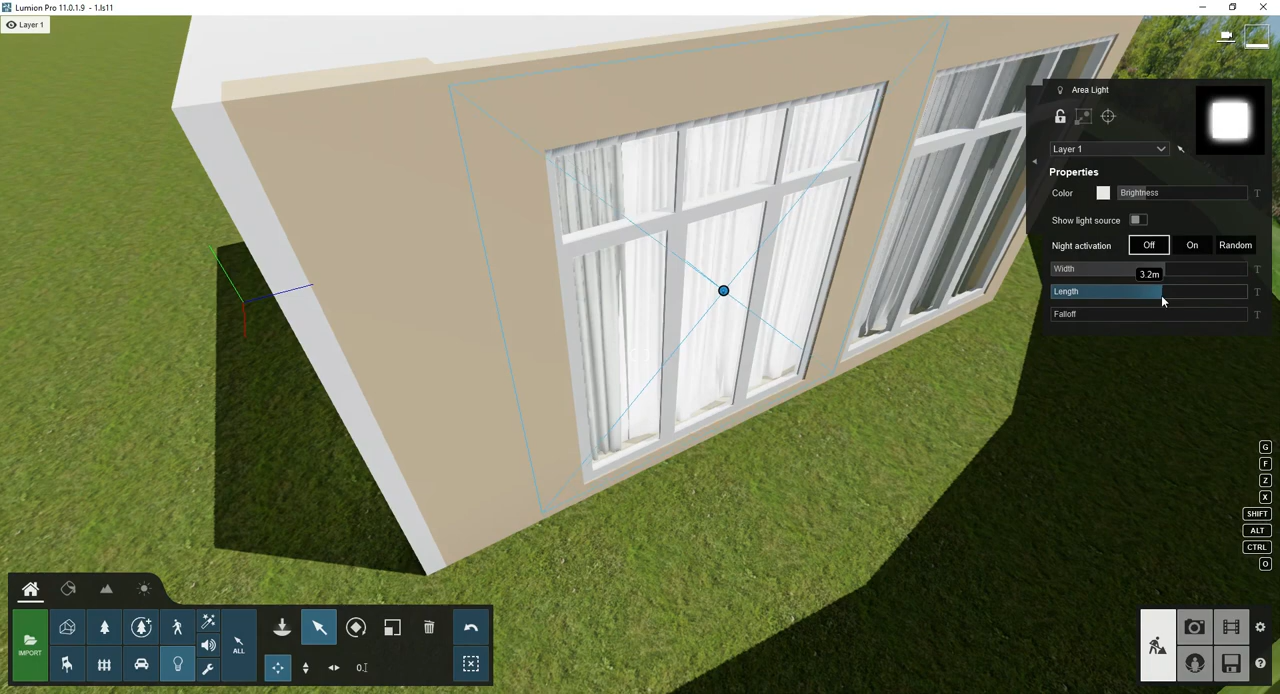 Lumion Pro 11.0.1.9 - 1.ls11
Layer 1
Area Light
Layer 1
Properties
Color
Brightness
T
Show light source
Night activation
Off
On
Random
Width
T
3.2m
Length
T
Falloff
T
G
F
Z
X
SHIFT
ALT
CTRL
O
IMPORT
ALL